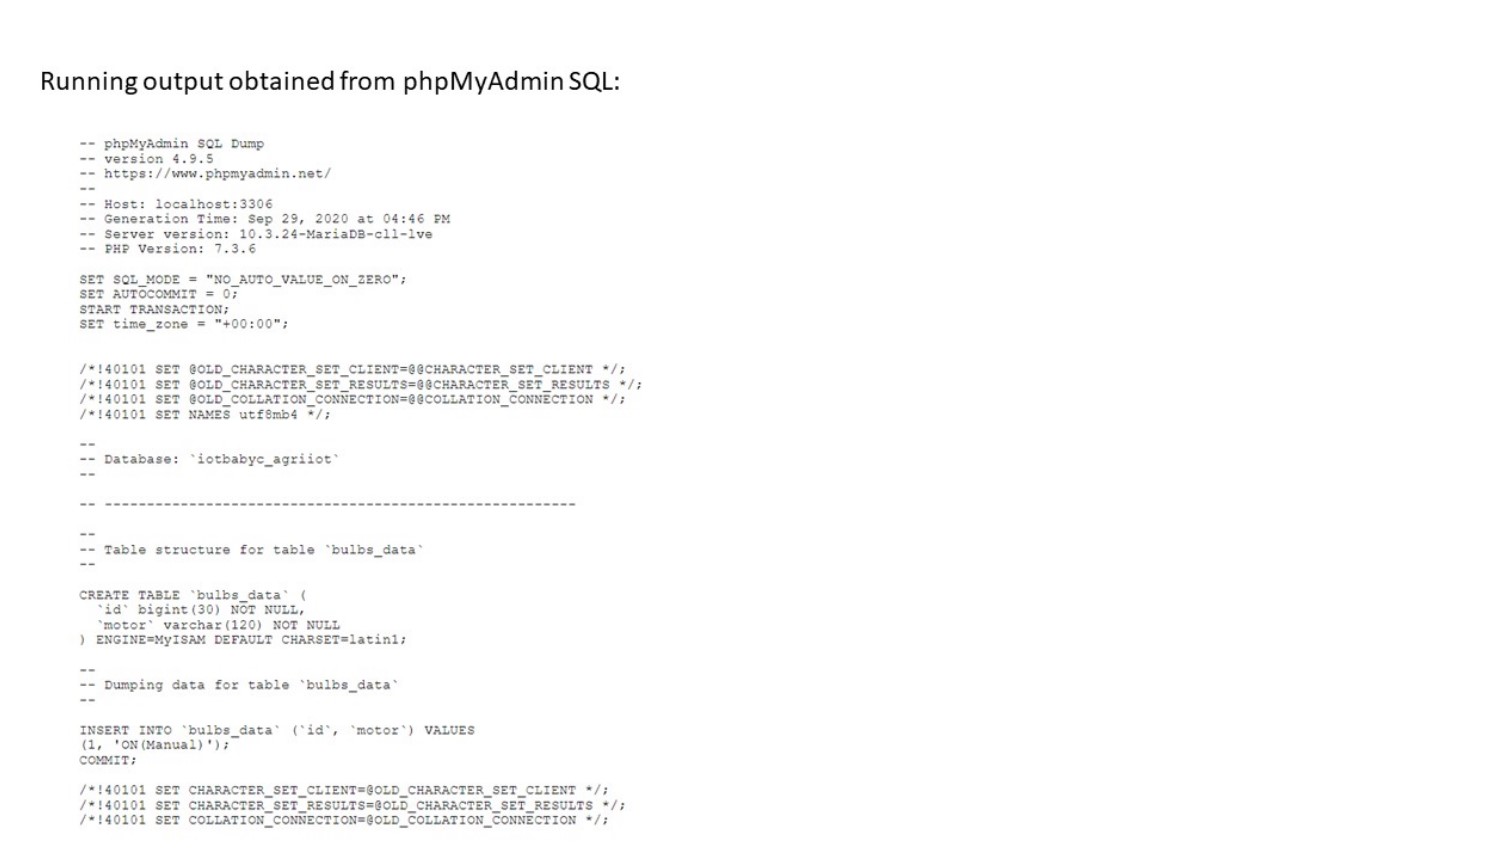 Running output obtained from phpMyAdmin SQL:
-- phpMyAdmin SQL Dump
-- version 4.9.5
-- https://www.phpmyadmin.net/
--
-- Host: localhost:3306
-- Generation Time: Sep 29, 2020 at 04:46 PM
-- Server version: 10.3.24-MariaDB-cll-lve
-- PHP Version: 7.3.6
SET SQL_MODE = "NO_AUTO_VALUE_ON_ZERO";
SET AUTOCOMMIT = 0;
START TRANSACTION;
SET time_zone = "+00:00";
/*!40101 SET @OLD_CHARACTER_SET_CLIENT=@@CHARACTER_SET_CLIENT */;
/*!40101 SET @OLD_CHARACTER_SET_RESULTS=@@CHARACTER_SET_RESULTS */;
/*!40101 SET @OLD_COLLATION_CONNECTION=@@COLLATION_CONNECTION */;
/*!40101 SET NAMES utf8mb4 */;
--
-- Database: `iotbabyc_agriiot`
--
-- --------------------------------------------------------
--
-- Table structure for table `bulbs_data`
--
CREATE TABLE `bulbs_data` (
  `id` bigint(30) NOT NULL,
  `motor` varchar(120) NOT NULL
) ENGINE=MyISAM DEFAULT CHARSET=latin1;
--
-- Dumping data for table `bulbs_data`
--
INSERT INTO `bulbs_data` (`id`, `motor`) VALUES
(1, 'ON(Manual)');
COMMIT;
/*!40101 SET CHARACTER_SET_CLIENT=@OLD_CHARACTER_SET_CLIENT */;
/*!40101 SET CHARACTER_SET_RESULTS=@OLD_CHARACTER_SET_RESULTS */;
/*!40101 SET COLLATION_CONNECTION=@OLD_COLLATION_CONNECTION */;